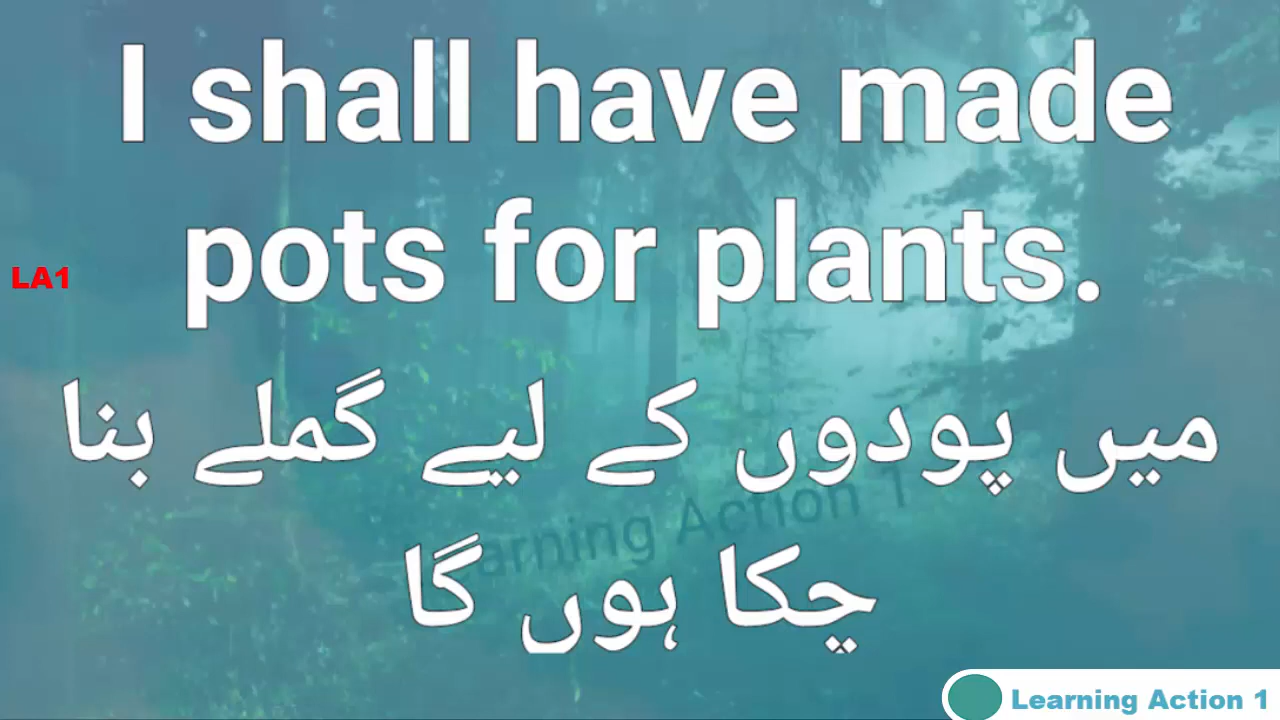 I shall have made
pots for plants.
LA1
میں پودوں کے لیے گملے بنا
چکا ہوں گا
Learning Action 1
Learning Action 1